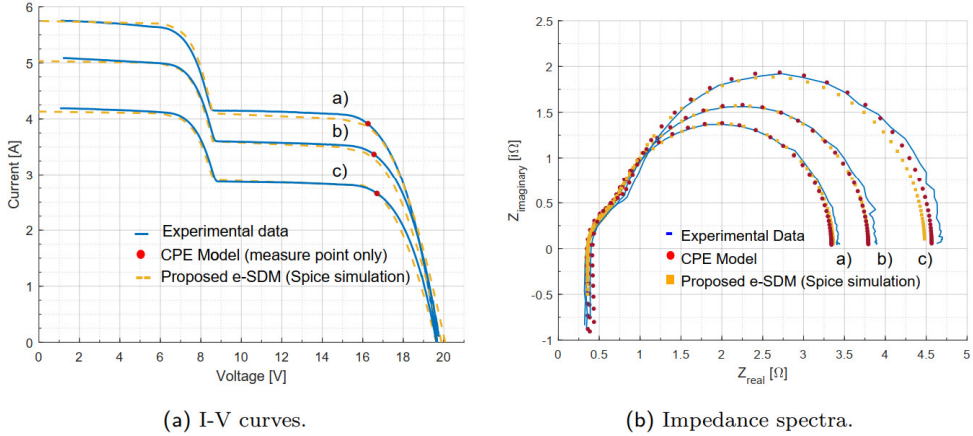 6
5
4
3
2
1
0
Current [A]
a)
b)
c)
Experimental data
CPE Model (measure point only)
Proposed e-SDM (Spice simulation)
0 2 4 6 8 10 12 14 16 18 20
Voltage [V]
(a) I-V curves.
2.5
2
1.5
1
0.5
0
-0.5
-1
Z_imaginary [iΩ]
Experimental Data
CPE Model
Proposed e-SDM (Spice simulation)
a) b) c)
0 0.5 1 1.5 2 2.5 3 3.5 4 4.5 5
Z_real [Ω]
(b) Impedance spectra.